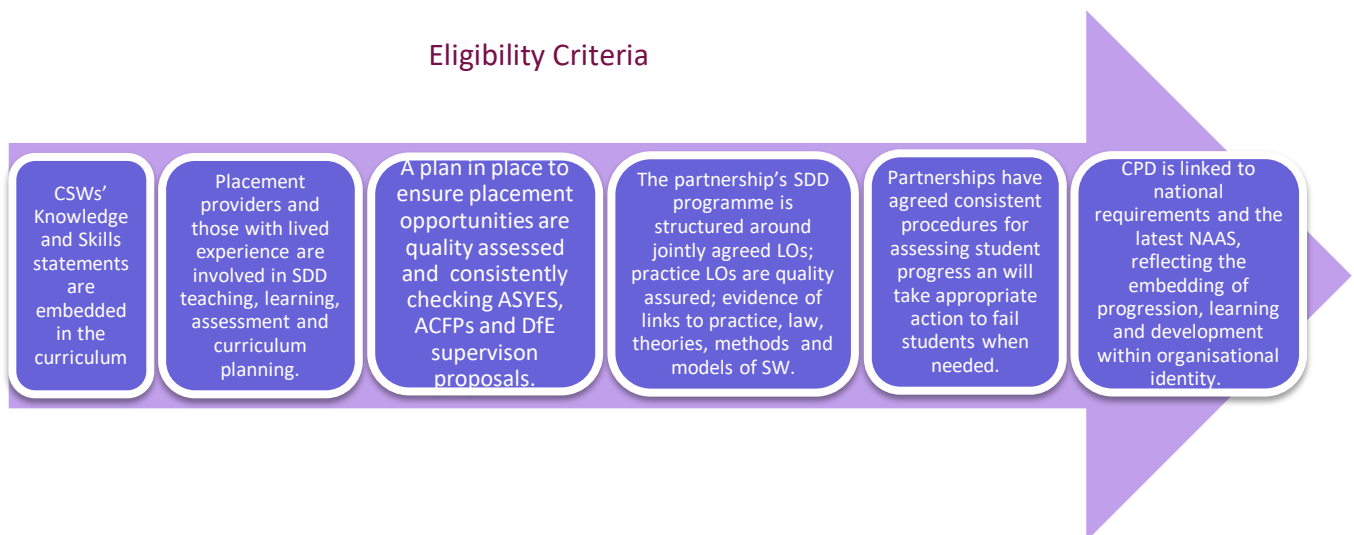 Eligibility Criteria
CSWs’
Knowledge
and Skills
statements
are
embedded
in the
curriculum
Placement
providers and
those with lived
experience are
involved in SDD
teaching, learning,
assessment and
curriculum
planning.
A plan in place to
ensure placement
opportunities are
quality assessed
and consistently
checking ASYES,
ACFPs and DfE
supervison
proposals.
The partnership’s SDD
programme is
structured around
jointly agreed LOs;
practice LOs are quality
assured; evidence of
links to practice, law,
theories, methods and
models of SW.
Partnerships have
agreed consistent
procedures for
assessing student
progress an will
take appropriate
action to fail
students when
needed.
CPD is linked to
national
requirements and the
latest NAAS,
reflecting the
embedding of
progression, learning
and development
within organisational
identity.